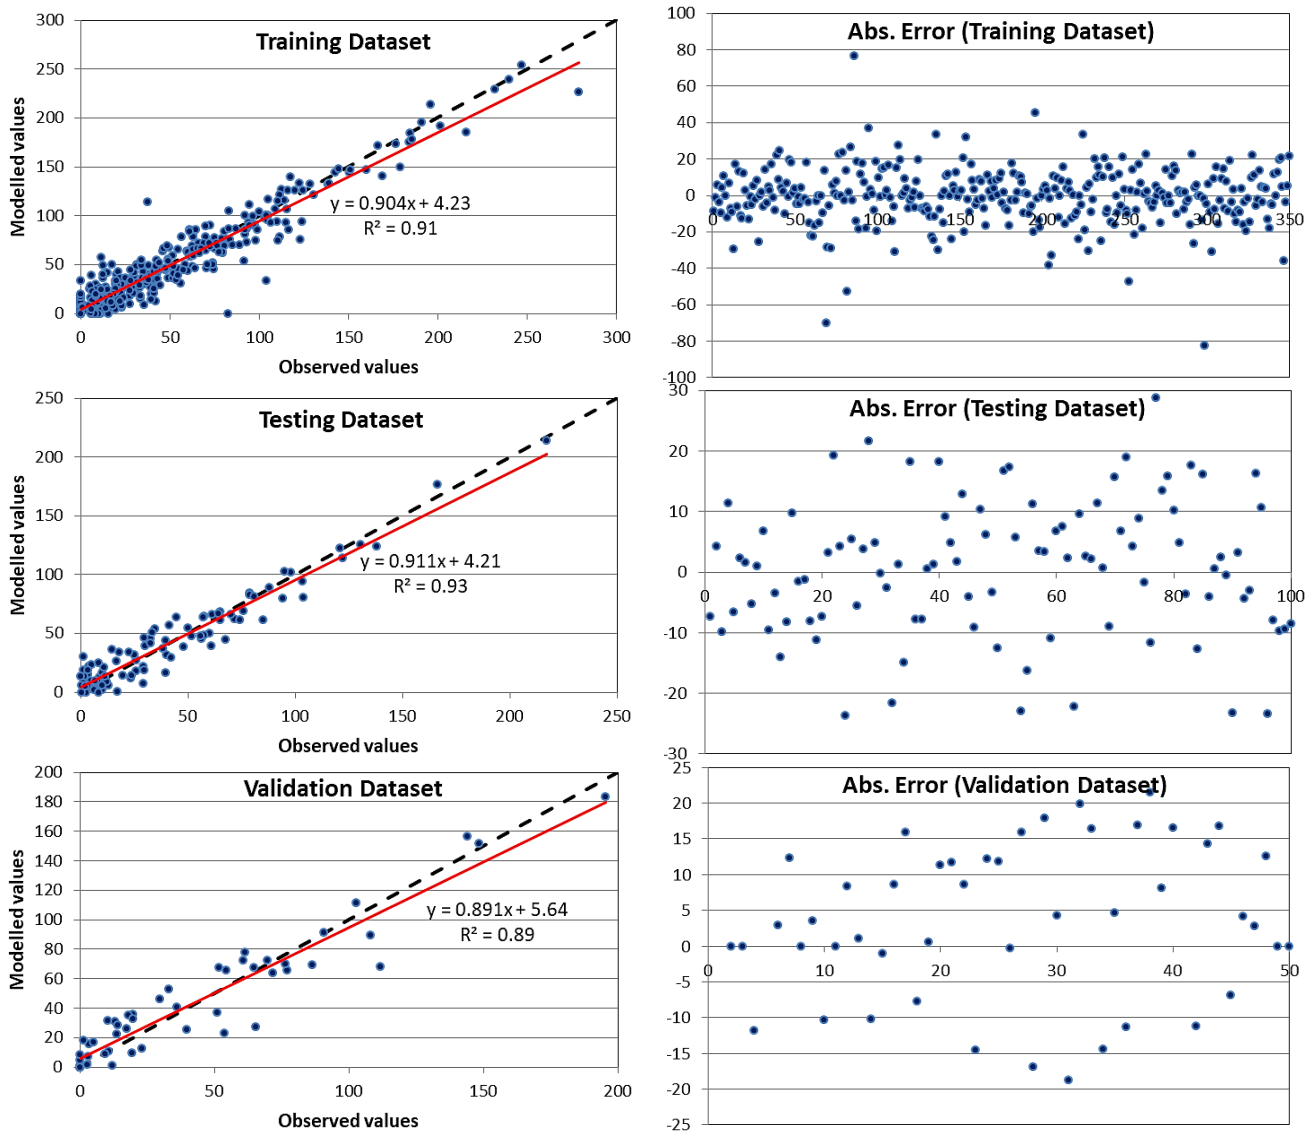 Training Dataset
Modelled values
300
250
200
150
100
50
0
y = 0.904x + 4.23
R² = 0.91
0 50 100 150 200 250 300
Observed values
Abs. Error (Training Dataset)
100
80
60
40
20
0
-20
-40
-60
-80
-100
0 50 100 150 200 250 300 350
Testing Dataset
Modelled values
250
200
150
100
50
0
y = 0.911x + 4.21
R² = 0.93
0 50 100 150 200 250
Observed values
Abs. Error (Testing Dataset)
30
20
10
0
-10
-20
-30
0 20 40 60 80 100
Validation Dataset
Modelled values
200
180
160
140
120
100
80
60
40
20
0
y = 0.891x + 5.64
R² = 0.89
0 50 100 150 200
Observed values
Abs. Error (Validation Dataset)
25
20
15
10
5
0
-5
-10
-15
-20
-25
0 10 20 30 40 50